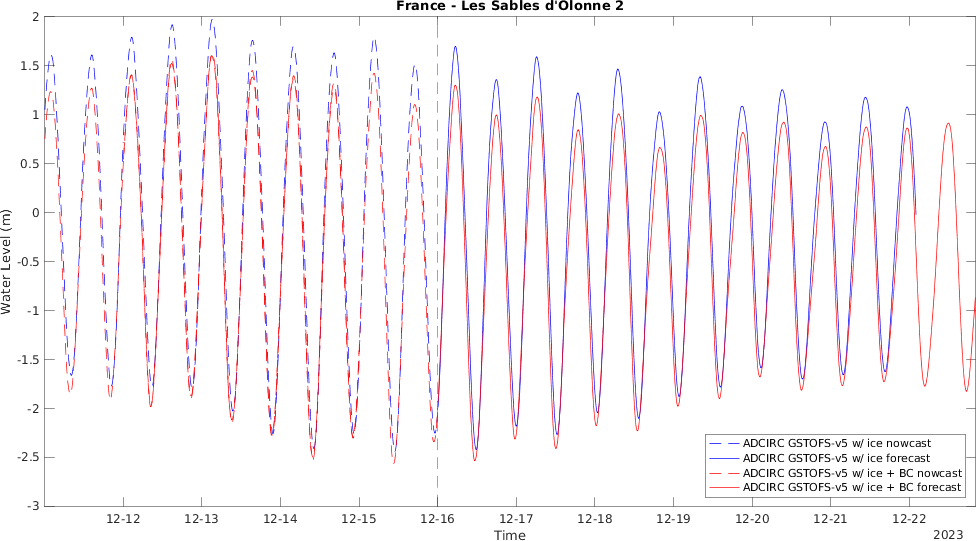 France - Les Sables d'Olonne 2
2
1.5
1
0.5
0
-0.5
-1
-1.5
-2
-2.5
-3
Water Level (m)
12-12 12-13 12-14 12-15 12-16 12-17 12-18 12-19 12-20 12-21 12-22
Time
2023
ADCIRC GSTOFS-v5 w/ ice nowcast
ADCIRC GSTOFS-v5 w/ ice forecast
ADCIRC GSTOFS-v5 w/ ice + BC nowcast
ADCIRC GSTOFS-v5 w/ ice + BC forecast